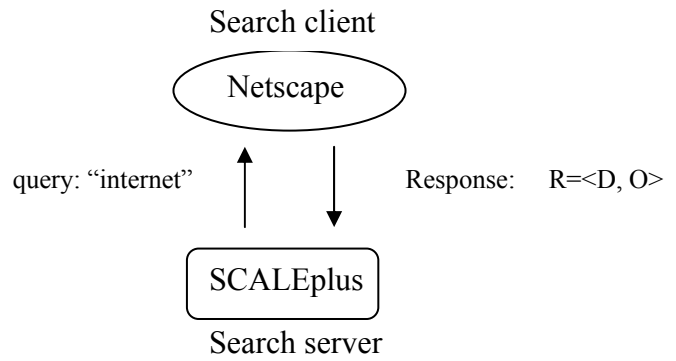 Search client
Netscape
query: “internet”
Response: R=<D, O>
SCALEplus
Search server